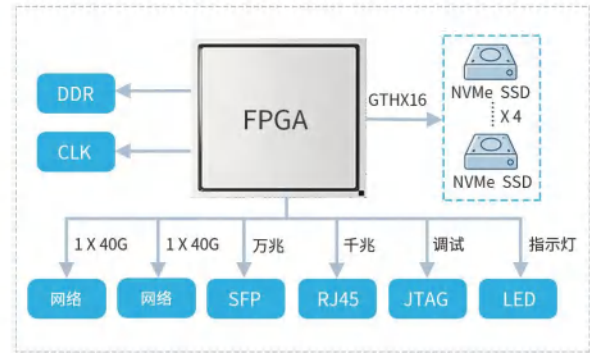 DDR
CLK
FPGA
GTHX16
NVMe SSD
X 4
NVMe SSD
1 X 40G
1 X 40G
万兆
千兆
调试
指示灯
网络
网络
SFP
RJ45
JTAG
LED